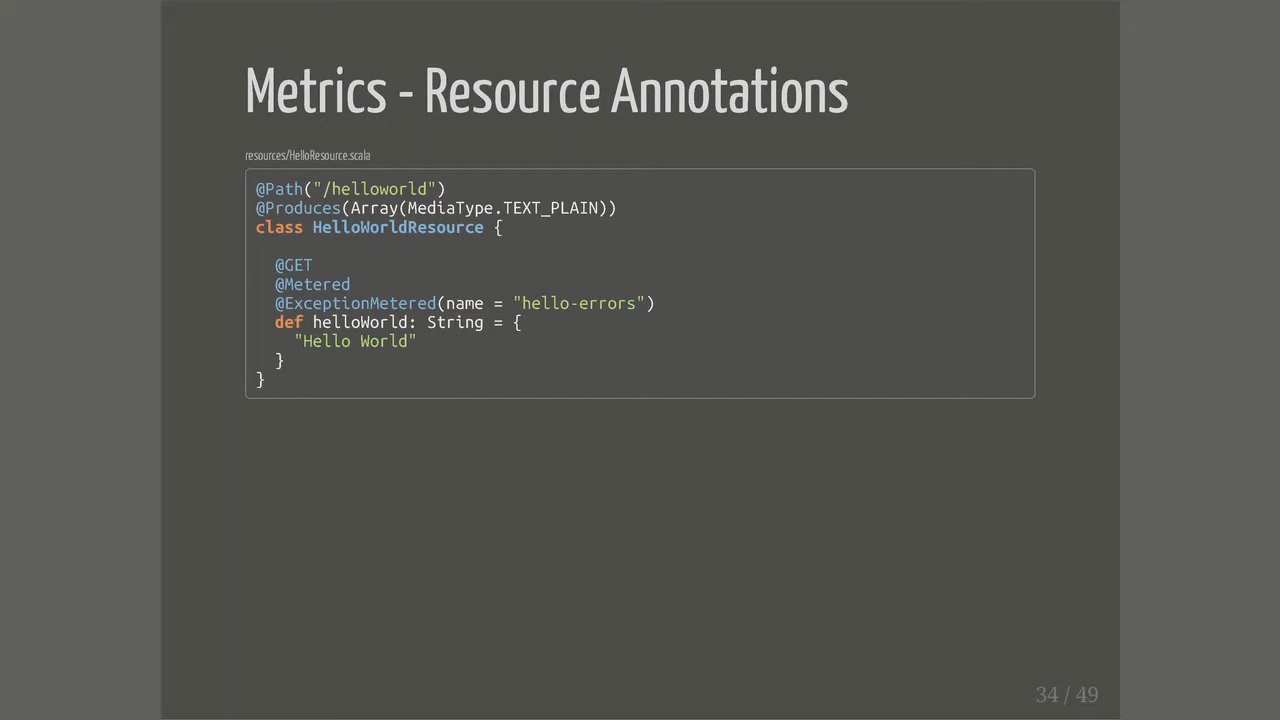 Metrics - Resource Annotations
resources/HelloResource.scala
@Path("/helloworld")
@Produces(Array(MediaType.TEXT_PLAIN))
class HelloWorldResource {
  @GET
  @Metered
  @ExceptionMetered(name = "hello-errors")
  def helloWorld: String = {
    "Hello World"
  }
}
34 / 49